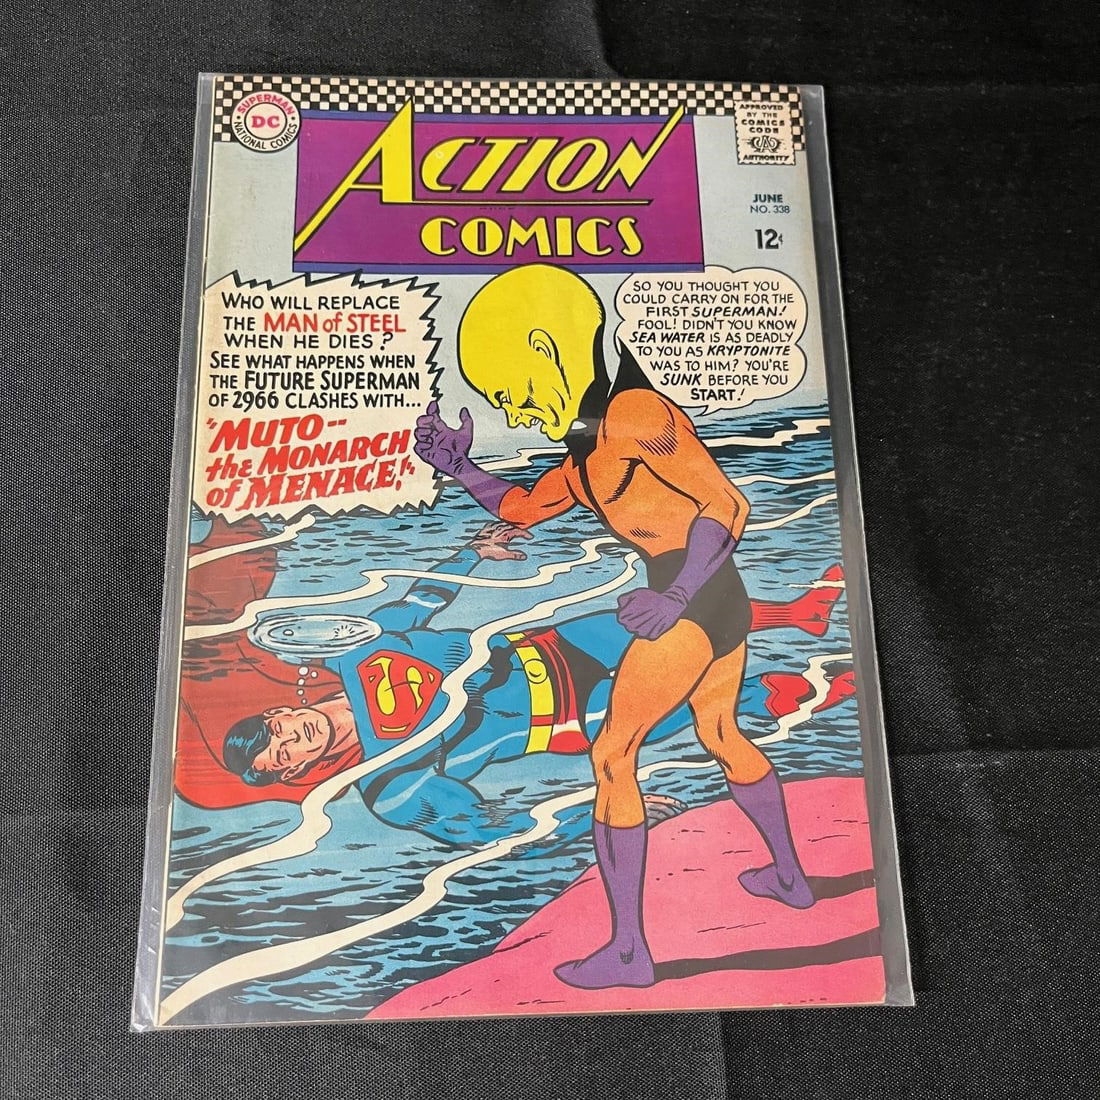 SUPERMAN
DC
NATIONAL COMICS
ACTION
COMICS
APPROVED
BY THE
COMICS
CODE
CA
AUTHORITY
JUNE
NO. 338
12¢
WHO WILL REPLACE
THE MAN of STEEL
WHEN HE DIES?
SEE WHAT HAPPENS WHEN
THE FUTURE SUPERMAN
OF 2966 CLASHES WITH...
"MUTO--
the MONARCH
of MENACE!"
SO YOU THOUGHT YOU
COULD CARRY ON FOR THE
FIRST SUPERMAN!
FOOL! DIDN'T YOU KNOW
SEA WATER IS AS DEADLY
TO YOU AS KRYPTONITE
WAS TO HIM? YOU'RE
SUNK BEFORE YOU
START!
S